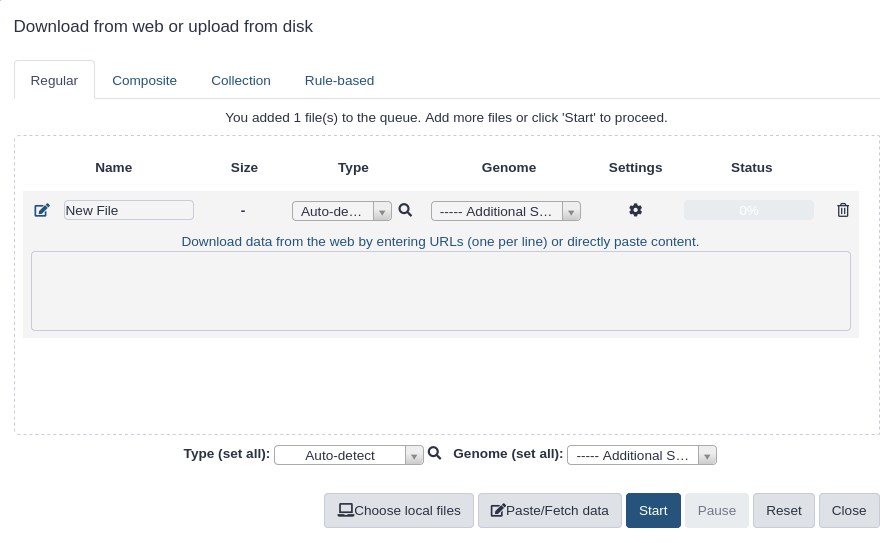 Download from web or upload from disk
Regular Composite Collection Rule-based
You added 1 file(s) to the queue. Add more files or click 'Start' to proceed.
Name Size Type Genome Settings Status
New File - Auto-de... ----- Additional S... 0%
Download data from the web by entering URLs (one per line) or directly paste content.
Type (set all): Auto-detect Genome (set all): ----- Additional S...
Choose local files Paste/Fetch data Start Pause Reset Close